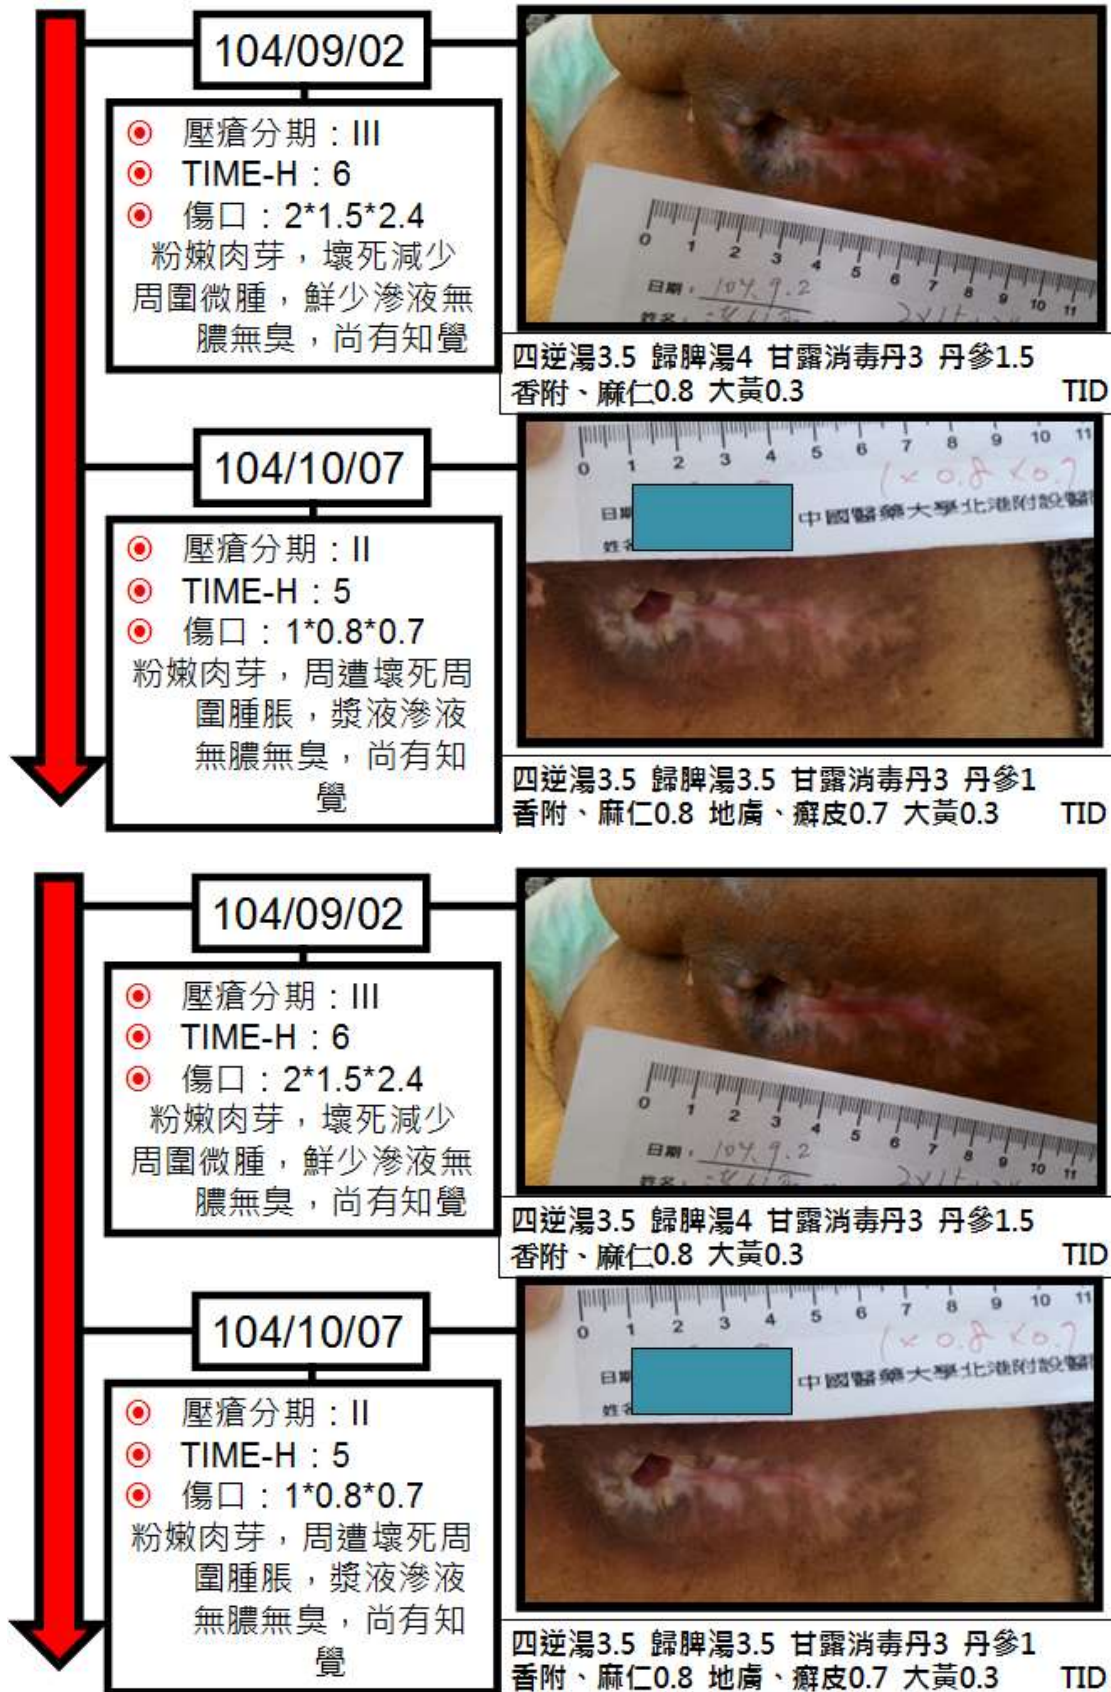 104/09/02
壓瘡分期：III
TIME-H：6
傷口：2*1.5*2.4
粉嫩肉芽，壞死減少
周圍微腫，鮮少滲液無
膿無臭，尚有知覺
0 1 2 3 4 5 6 7 8 9 10 11
日期：104.9.2
姓名：
四逆湯3.5 歸脾湯4 甘露消毒丹3 丹參1.5
香附、麻仁0.8 大黃0.3 TID
104/10/07
壓瘡分期：II
TIME-H：5
傷口：1*0.8*0.7
粉嫩肉芽，周遭壞死周
圍腫脹，漿液滲液
無膿無臭，尚有知
覺
0 1 2 3 4 5 6 7 8 9 10 11
1×0.8×0.7
日期
中國醫藥大學北港附設醫
姓名
四逆湯3.5 歸脾湯3.5 甘露消毒丹3 丹參1
香附、麻仁0.8 地膚、癬皮0.7 大黃0.3 TID
104/09/02
壓瘡分期：III
TIME-H：6
傷口：2*1.5*2.4
粉嫩肉芽，壞死減少
周圍微腫，鮮少滲液無
膿無臭，尚有知覺
0 1 2 3 4 5 6 7 8 9 10 11
日期：104.9.2
姓名：
四逆湯3.5 歸脾湯4 甘露消毒丹3 丹參1.5
香附、麻仁0.8 大黃0.3 TID
104/10/07
壓瘡分期：II
TIME-H：5
傷口：1*0.8*0.7
粉嫩肉芽，周遭壞死周
圍腫脹，漿液滲液
無膿無臭，尚有知
覺
0 1 2 3 4 5 6 7 8 9 10 11
1×0.8×0.7
日期
中國醫藥大學北港附設醫
姓名
四逆湯3.5 歸脾湯3.5 甘露消毒丹3 丹參1
香附、麻仁0.8 地膚、癬皮0.7 大黃0.3 TID